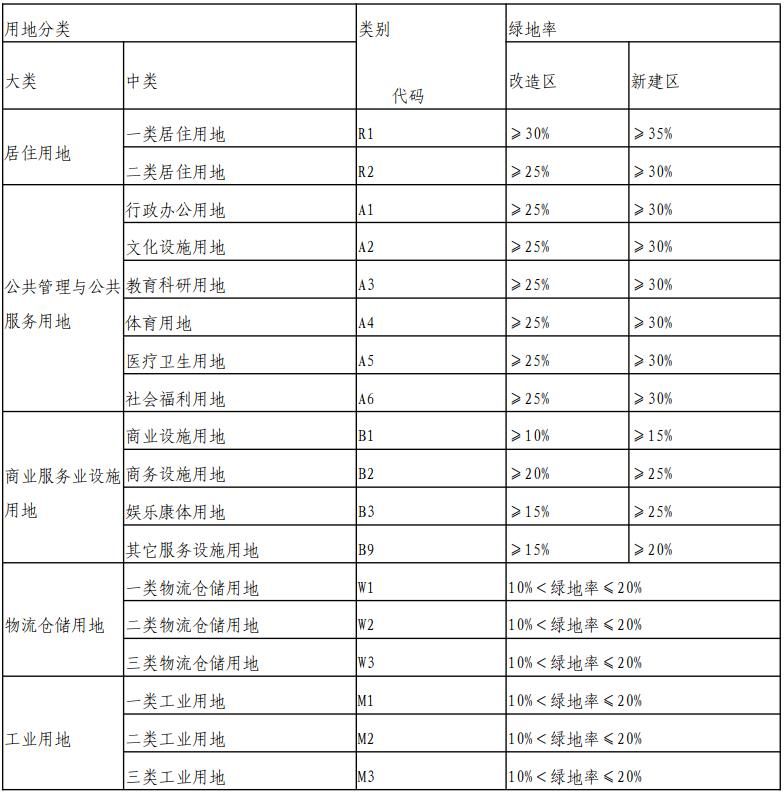 用地分类 类别 绿地率
大类 中类 代码 改造区 新建区
居住用地 一类居住用地 R1 ⩾30% ⩾35%
二类居住用地 R2 ⩾25% ⩾30%
公共管理与公共
服务用地 行政办公用地 A1 ⩾25% ⩾30%
文化设施用地 A2 ⩾25% ⩾30%
教育科研用地 A3 ⩾25% ⩾30%
体育用地 A4 ⩾25% ⩾30%
医疗卫生用地 A5 ⩾25% ⩾30%
社会福利用地 A6 ⩾25% ⩾30%
商业服务业设施
用地 商业设施用地 B1 ⩾10% ⩾15%
商务设施用地 B2 ⩾20% ⩾25%
娱乐康体用地 B3 ⩾15% ⩾25%
其它服务设施用地 B9 ⩾15% ⩾20%
物流仓储用地 一类物流仓储用地 W1 10%＜绿地率⩽20%
二类物流仓储用地 W2 10%＜绿地率⩽20%
三类物流仓储用地 W3 10%＜绿地率⩽20%
工业用地 一类工业用地 M1 10%＜绿地率⩽20%
二类工业用地 M2 10%＜绿地率⩽20%
三类工业用地 M3 10%＜绿地率⩽20%